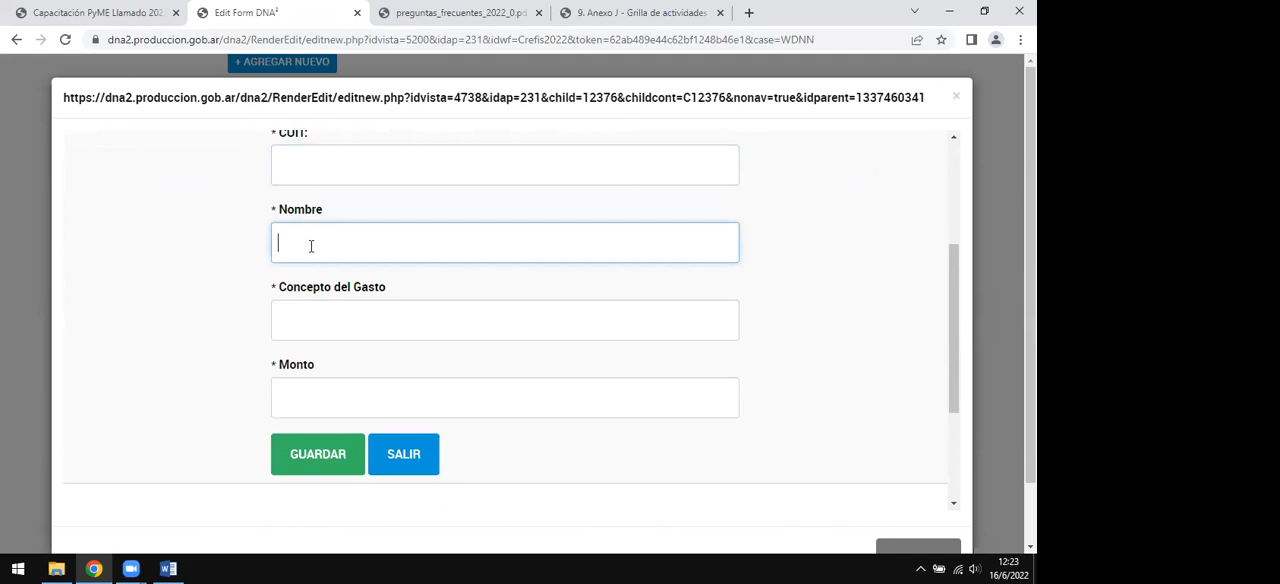 Capacitación PyME Llamado 202
Edit Form DNA²
preguntas_frecuentes_2022_0.pd
9. Anexo J - Grilla de actividades
dna2.produccion.gob.ar/dna2/RenderEdit/editnew.php?idvista=5200&idap=231&idwf=Crefis2022&token=62ab489e44c62bf1248b46e1&case=WDNN
+ AGREGAR NUEVO
https://dna2.produccion.gob.ar/dna2/RenderEdit/editnew.php?idvista=4738&idap=231&child=12376&childcont=C12376&nonav=true&idparent=1337460341
* CUIT:
* Nombre
* Concepto del Gasto
* Monto
GUARDAR SALIR
12:23
16/6/2022